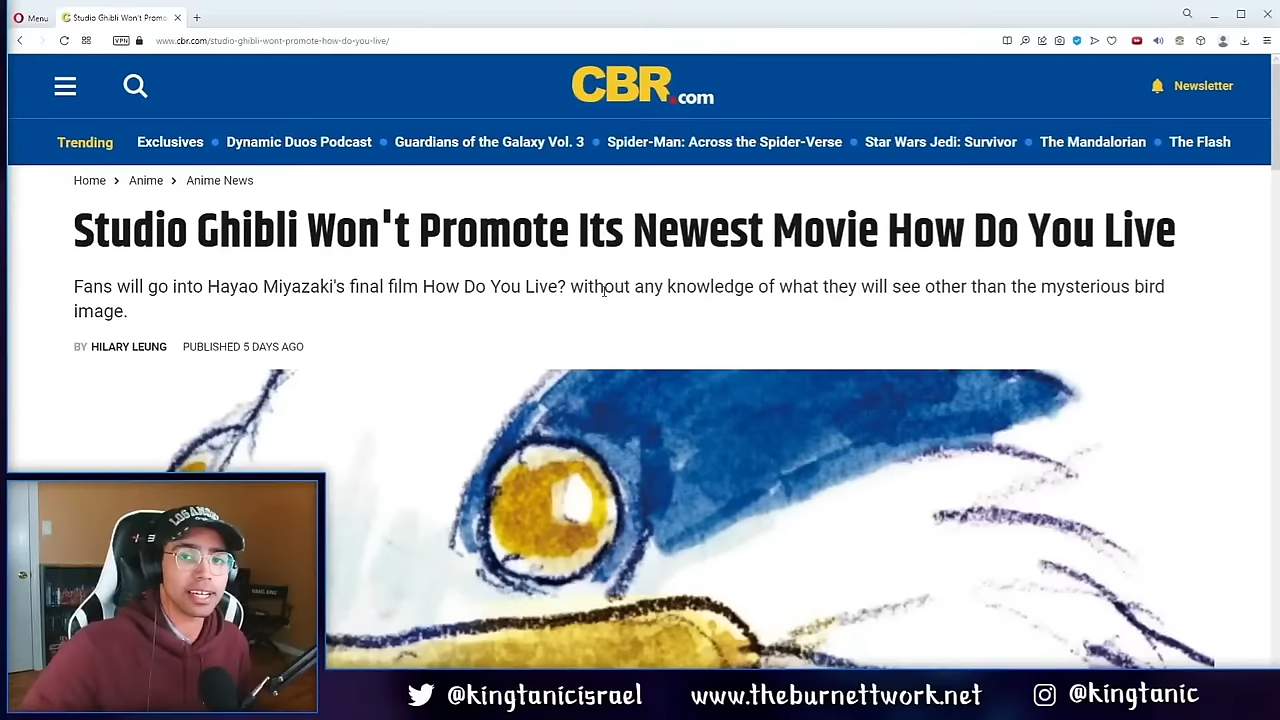 Menu
Studio Ghibli Won't Promo
VPN
www.cbr.com/studio-ghibli-wont-promote-how-do-you-live/
CBR.com
Newsletter
Trending Exclusives Dynamic Duos Podcast Guardians of the Galaxy Vol. 3 Spider-Man: Across the Spider-Verse Star Wars Jedi: Survivor The Mandalorian The Flash
Home > Anime > Anime News
Studio Ghibli Won't Promote Its Newest Movie How Do You Live
Fans will go into Hayao Miyazaki's final film How Do You Live? without any knowledge of what they will see other than the mysterious bird
image.
BY HILARY LEUNG PUBLISHED 5 DAYS AGO
@kingtanicisrael www.theburnettwork.net @kingtanic